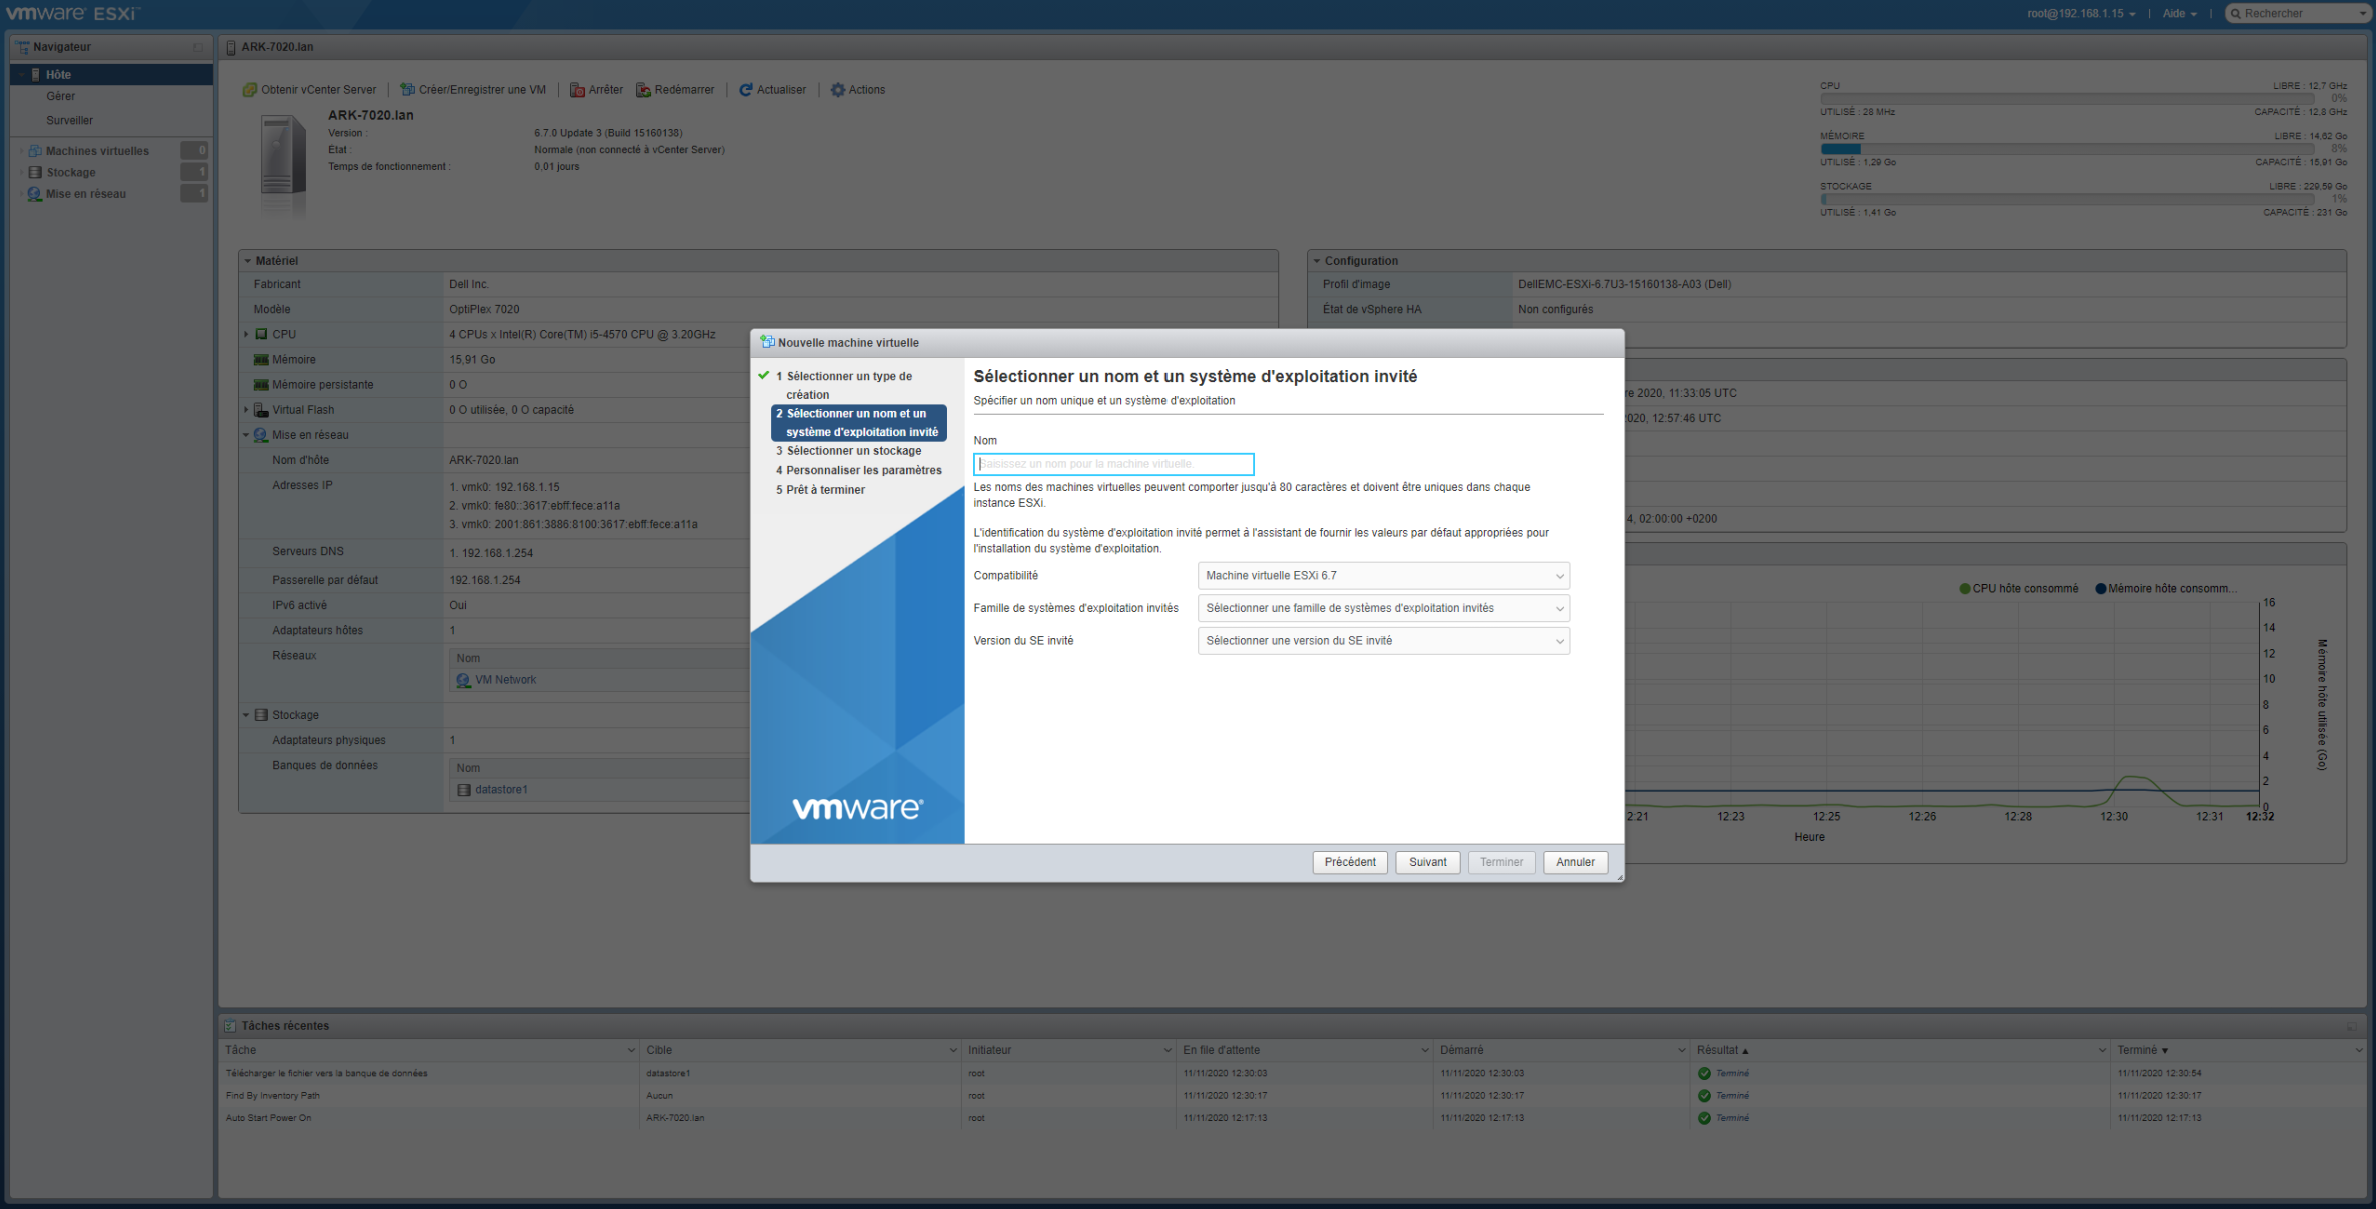 vmware ESXi™
root@192.168.1.15
Aide
Rechercher
Navigateur
Hôte
Gérer
Surveiller
Machines virtuelles 0
Stockage 1
Mise en réseau 1
ARK-7020.lan
Obtenir vCenter Server
Créer/Enregistrer une VM
Arrêter
Redémarrer
Actualiser
Actions
ARK-7020.lan
Version : 6.7.0 Update 3 (Build 15160138)
État : Normale (non connecté à vCenter Server)
Temps de fonctionnement : 0,01 jours
CPU LIBRE : 12,7 GHz
0%
UTILISÉ : 28 MHz CAPACITÉ : 12,8 GHz
MÉMOIRE LIBRE : 14,62 Go
8%
UTILISÉ : 1,29 Go CAPACITÉ : 15,91 Go
STOCKAGE LIBRE : 229,59 Go
1%
UTILISÉ : 1,41 Go CAPACITÉ : 231 Go
Matériel
Fabricant Dell Inc.
Modèle OptiPlex 7020
CPU 4 CPUs x Intel(R) Core(TM) i5-4570 CPU @ 3.20GHz
Mémoire 15,91 Go
Mémoire persistante 0 O
Virtual Flash 0 O utilisée, 0 O capacité
Mise en réseau
Nom d'hôte ARK-7020.lan
Adresses IP 1. vmk0: 192.168.1.15
2. vmk0: fe80::3617:ebff:fece:a11a
3. vmk0: 2001:861:3886:8100:3617:ebff:fece:a11a
Serveurs DNS 1. 192.168.1.254
Passerelle par défaut 192.168.1.254
IPv6 activé Oui
Adaptateurs hôtes 1
Réseaux Nom
VM Network
Stockage
Adaptateurs physiques 1
Banques de données Nom
datastore1
Configuration
Profil d'image DellEMC-ESXi-6.7U3-15160138-A03 (Dell)
État de vSphere HA Non configurés
re 2020, 11:33:05 UTC
020, 12:57:46 UTC
4, 02:00:00 +0200
CPU hôte consommé
Mémoire hôte consomm...
16
14
12
10
8
6
4
2
0
Mémoire hôte utilisée (Go)
2:21 12:23 12:25 12:26 12:28 12:30 12:31 12:32
Heure
Nouvelle machine virtuelle
1 Sélectionner un type de
création
2 Sélectionner un nom et un
système d'exploitation invité
3 Sélectionner un stockage
4 Personnaliser les paramètres
5 Prêt à terminer
vmware®
Sélectionner un nom et un système d'exploitation invité
Spécifier un nom unique et un système d'exploitation
Nom
Saisissez un nom pour la machine virtuelle.
Les noms des machines virtuelles peuvent comporter jusqu'à 80 caractères et doivent être uniques dans chaque
instance ESXi.
L'identification du système d'exploitation invité permet à l'assistant de fournir les valeurs par défaut appropriées pour
l'installation du système d'exploitation.
Compatibilité Machine virtuelle ESXi 6.7
Famille de systèmes d'exploitation invités Sélectionner une famille de systèmes d'exploitation invités
Version du SE invité Sélectionner une version du SE invité
Précédent
Suivant
Terminer
Annuler
Tâches récentes
Tâche Cible Initiateur En file d'attente Démarré Résultat ▲ Terminé ▼
Télécharger le fichier vers la banque de données datastore1 root 11/11/2020 12:30:03 11/11/2020 12:30:03 Terminé 11/11/2020 12:30:54
Find By Inventory Path Aucun root 11/11/2020 12:30:17 11/11/2020 12:30:17 Terminé 11/11/2020 12:30:17
Auto Start Power On ARK-7020.lan root 11/11/2020 12:17:13 11/11/2020 12:17:13 Terminé 11/11/2020 12:17:13